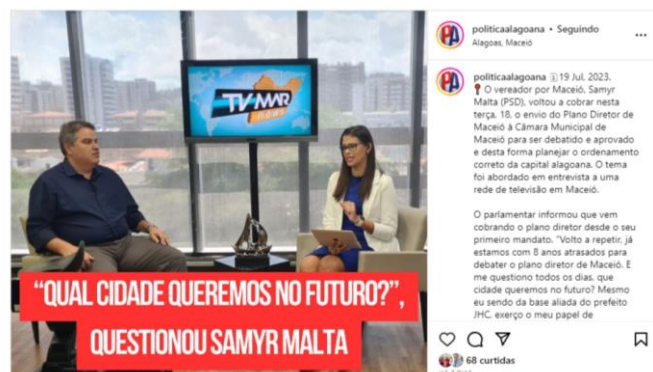 TV MAR
news
“QUAL CIDADE QUEREMOS NO FUTURO?”,
QUESTIONOU SAMYR MALTA
politicaalagoana • Seguindo
Alagoas, Maceió
politicaalagoana 🗓 19 Jul, 2023.
📍 O vereador por Maceió, Samyr
Malta (PSD), voltou a cobrar nesta
terça, 18, o envio do Plano Diretor de
Maceió à Câmara Municipal de
Maceió para ser debatido e aprovado
e desta forma planejar o ordenamento
correto da capital alagoana. O tema
foi abordado em entrevista a uma
rede de televisão em Maceió.
O parlamentar informou que vem
cobrando o plano diretor desde o seu
primeiro mandato. "Volto a repetir, já
estamos com 8 anos atrasados para
debater o plano diretor de Maceió. E
me questiono todos os dias, que
cidade queremos no futuro? Mesmo
eu sendo da base aliada do prefeito
JHC, exerço o meu papel de
68 curtidas